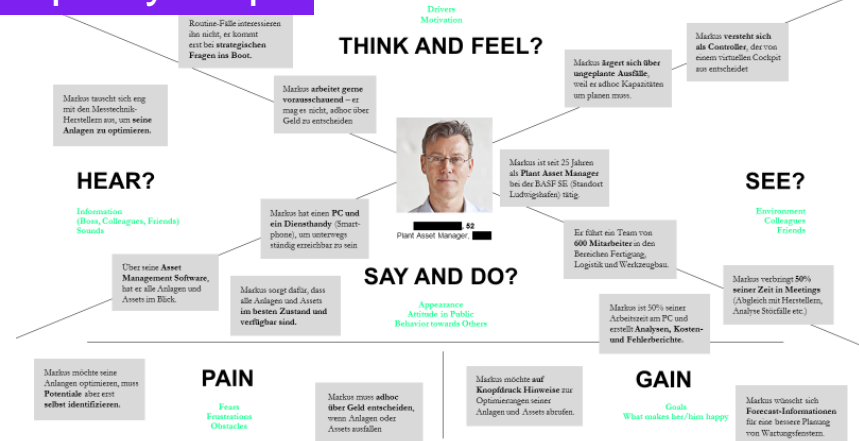 Drivers
Motivation
THINK AND FEEL?
Routine-Fälle interessieren
ihn nicht, er kommt
erst bei strategischen
Fragen ins Boot.
Markus versteht sich
als Controller, der von
einem virtuellen Cockpit
aus entscheidet
Markus ärgert sich über
ungeplante Ausfälle,
weil er adhoc Kapazitäten
um planen muss.
Markus arbeitet gerne
vorausschauend – er
mag es nicht, adhoc über
Geld zu entscheiden
Markus tauscht sich eng
mit den Messtechnik-
Herstellern aus, um seine
Anlagen zu optimieren.
HEAR?
Information
(Boss, Colleagues, Friends)
Sounds
Markus ist seit 25 Jahren
als Plant Asset Manager
bei der BASF SE (Standort
Ludwigshafen) tätig.
SEE?
Environment
Colleagues
Friends
, 52
Plant Asset Manager,
Markus hat einen PC und
ein Diensthandy (Smart-
phone), um unterwegs
ständig erreichbar zu sein
Er führt ein Team von
600 Mitarbeiter in den
Bereichen Fertigung,
Logistik und Werkzeugbau.
Über seine Asset
Management Software,
hat er alle Anlagen und
Assets im Blick.
Markus sorgt dafür, dass
alle Anlagen und Assets
im besten Zustand und
verfügbar sind.
SAY AND DO?
Appearance
Attitude in Public
Behavior towards Others
Markus verbringt 50%
seiner Zeit in Meetings
(Abgleich mit Herstellern,
Analyse Störfälle etc.)
Markus ist 50% seiner
Arbeitszeit am PC und
erstellt Analysen, Kosten-
und Fehlerberichte.
Markus möchte seine
Anlangen optimieren, muss
Potentiale aber erst
selbst identifizieren.
PAIN
Fears
Frustrations
Obstacles
Markus muss adhoc
über Geld entscheiden,
wenn Anlagen oder
Assets ausfallen
Markus möchte auf
Knopfdruck Hinweise zur
Optimierungen seiner
Anlagen und Assets abrufen.
GAIN
Goals
What makes her/him happy
Markus wünscht sich
Forecast-Informationen
für eine bessere Planung
von Wartungsfenstern.